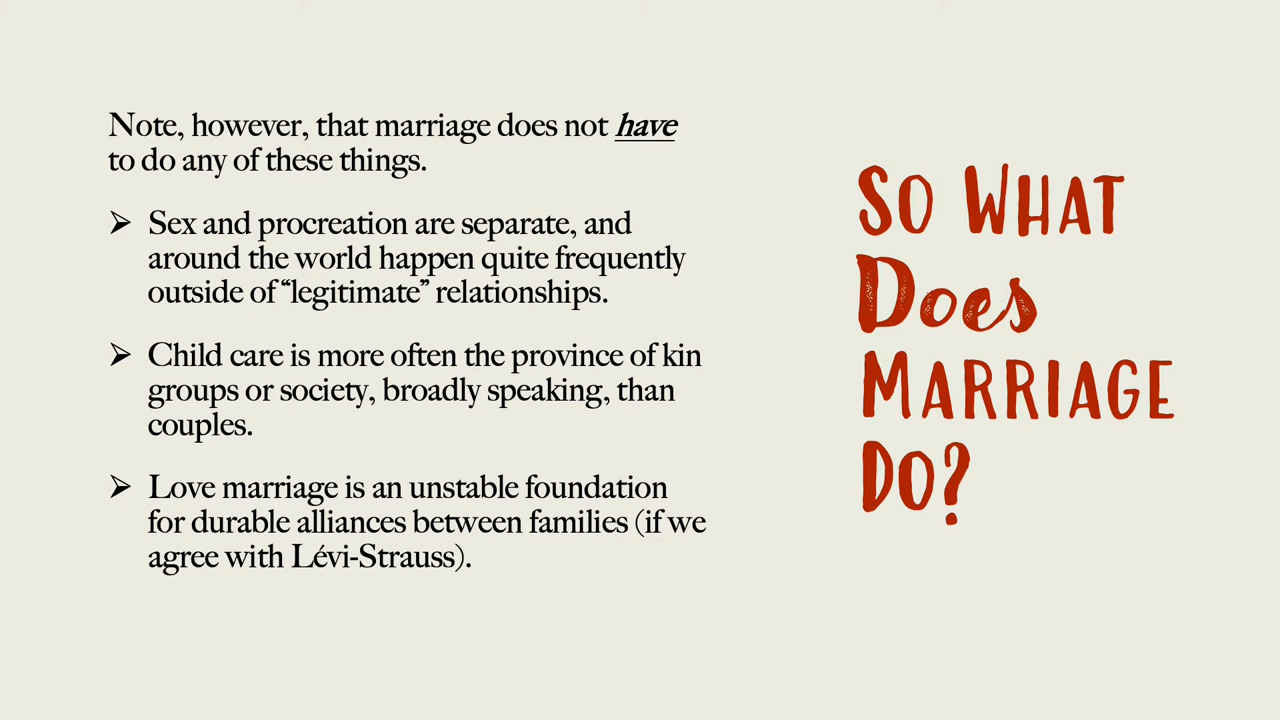 Note, however, that marriage does not have
to do any of these things.
➢ Sex and procreation are separate, and
around the world happen quite frequently
outside of “legitimate” relationships.
➢ Child care is more often the province of kin
groups or society, broadly speaking, than
couples.
➢ Love marriage is an unstable foundation
for durable alliances between families (if we
agree with Lévi-Strauss).
So What
Does
Marriage
Do?